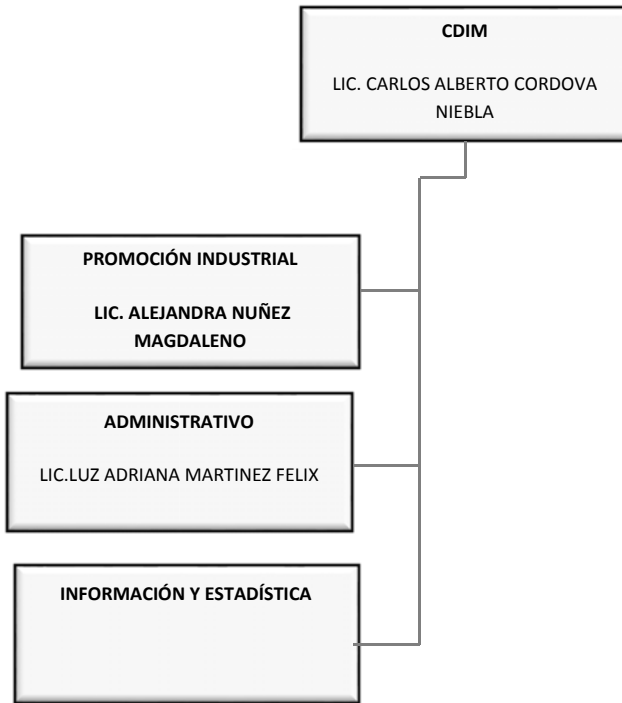 CDIM
LIC. CARLOS ALBERTO CORDOVA
NIEBLA
PROMOCIÓN INDUSTRIAL
LIC. ALEJANDRA NUÑEZ
MAGDALENO
ADMINISTRATIVO
LIC.LUZ ADRIANA MARTINEZ FELIX
INFORMACIÓN Y ESTADÍSTICA